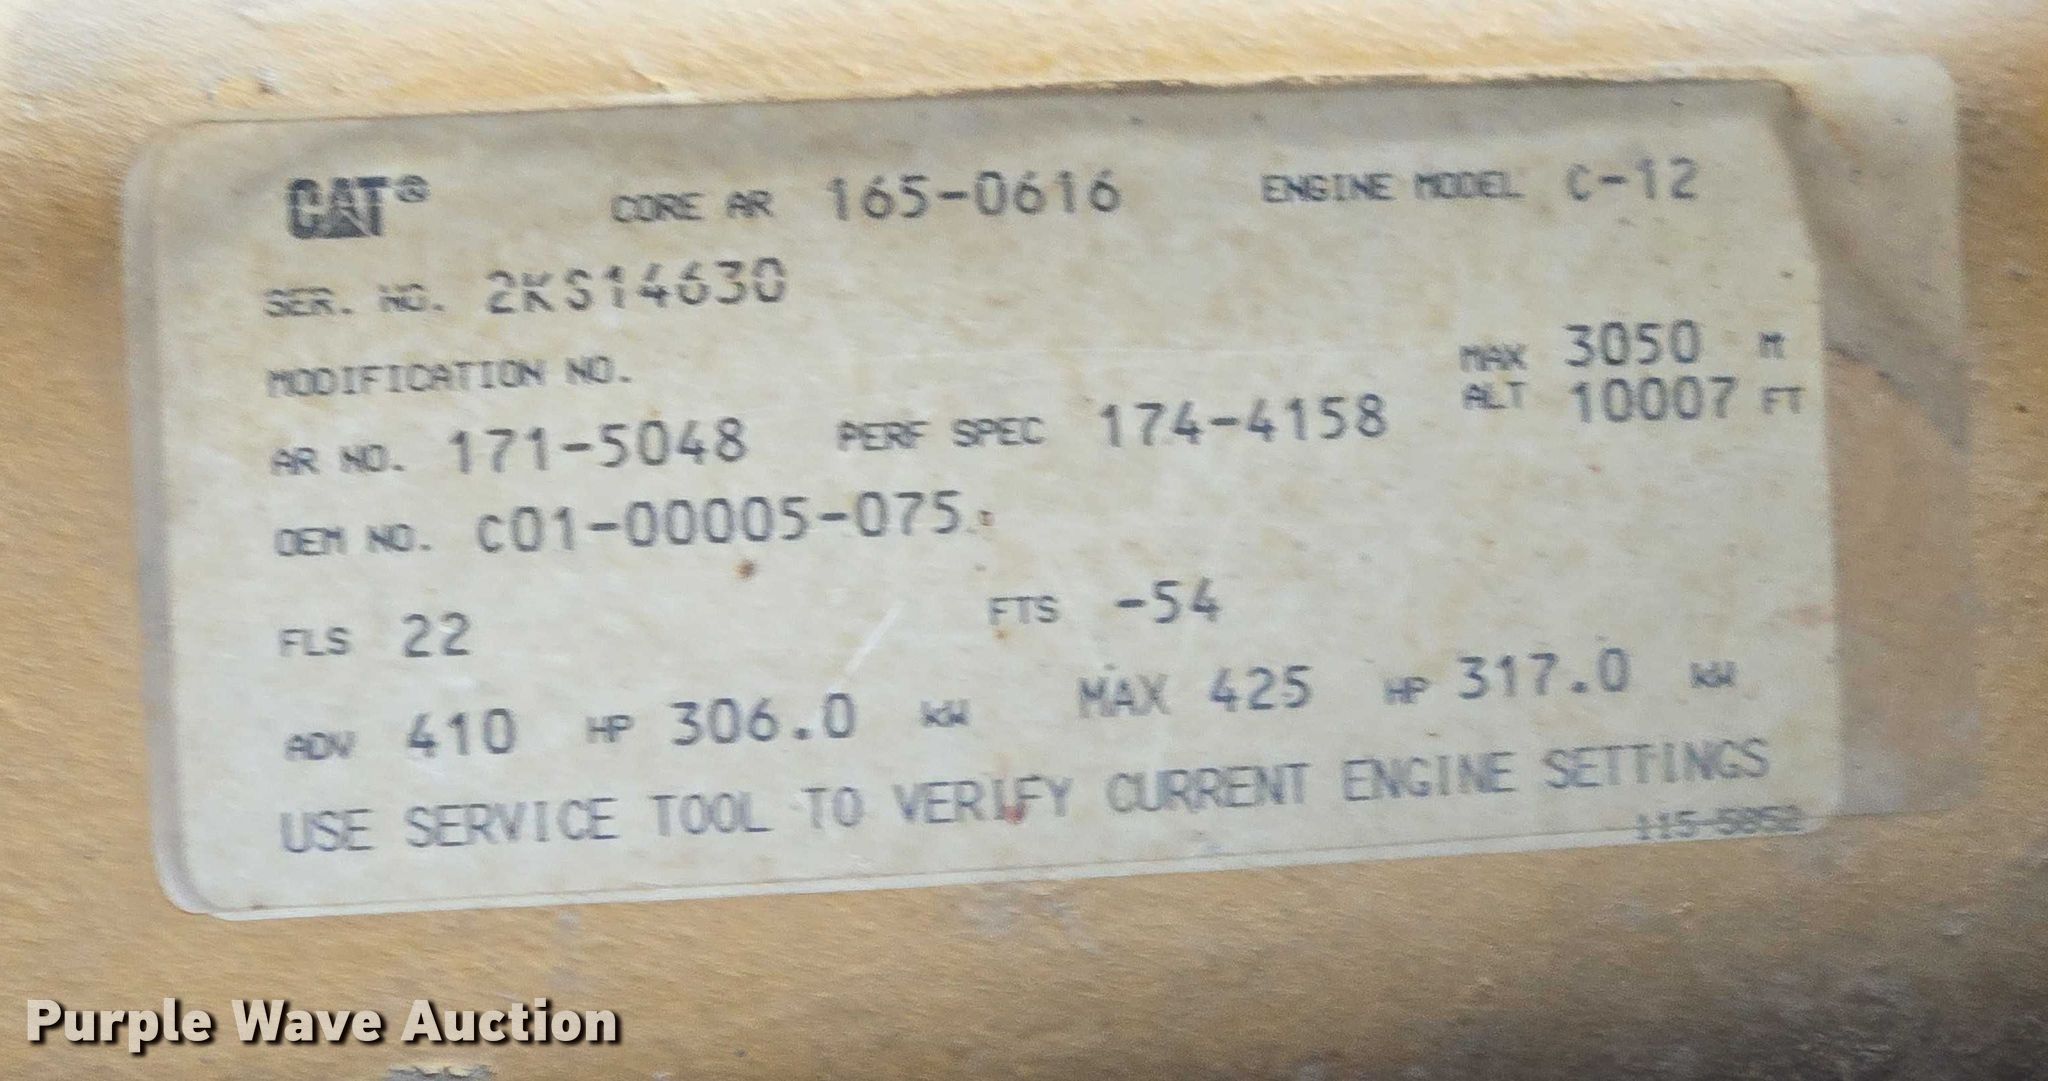 CAT® CORE AR 165-0616 ENGINE MODEL C-12
SER. NO. 2KS14630
MODIFICATION NO. MAX 3050 M
AR NO. 171-5048 PERF SPEC 174-4158 ALT 10007 FT
OEM NO. C01-00005-075
FLS 22 FTS -54
ADV 410 HP 306.0 kW MAX 425 HP 317.0 kW
USE SERVICE TOOL TO VERIFY CURRENT ENGINE SETTINGS
115-5852
Purple Wave Auction